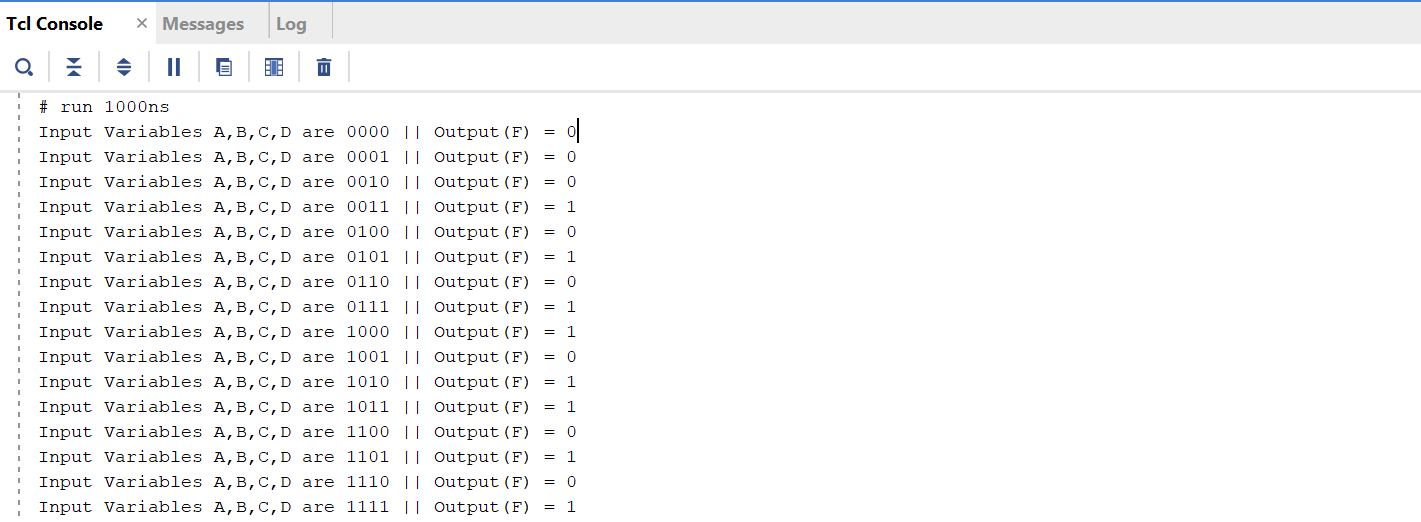 Tcl Console × Messages Log
# run 1000ns
Input Variables A,B,C,D are 0000 || Output(F) = 0
Input Variables A,B,C,D are 0001 || Output(F) = 0
Input Variables A,B,C,D are 0010 || Output(F) = 0
Input Variables A,B,C,D are 0011 || Output(F) = 1
Input Variables A,B,C,D are 0100 || Output(F) = 0
Input Variables A,B,C,D are 0101 || Output(F) = 1
Input Variables A,B,C,D are 0110 || Output(F) = 0
Input Variables A,B,C,D are 0111 || Output(F) = 1
Input Variables A,B,C,D are 1000 || Output(F) = 1
Input Variables A,B,C,D are 1001 || Output(F) = 0
Input Variables A,B,C,D are 1010 || Output(F) = 1
Input Variables A,B,C,D are 1011 || Output(F) = 1
Input Variables A,B,C,D are 1100 || Output(F) = 0
Input Variables A,B,C,D are 1101 || Output(F) = 1
Input Variables A,B,C,D are 1110 || Output(F) = 0
Input Variables A,B,C,D are 1111 || Output(F) = 1